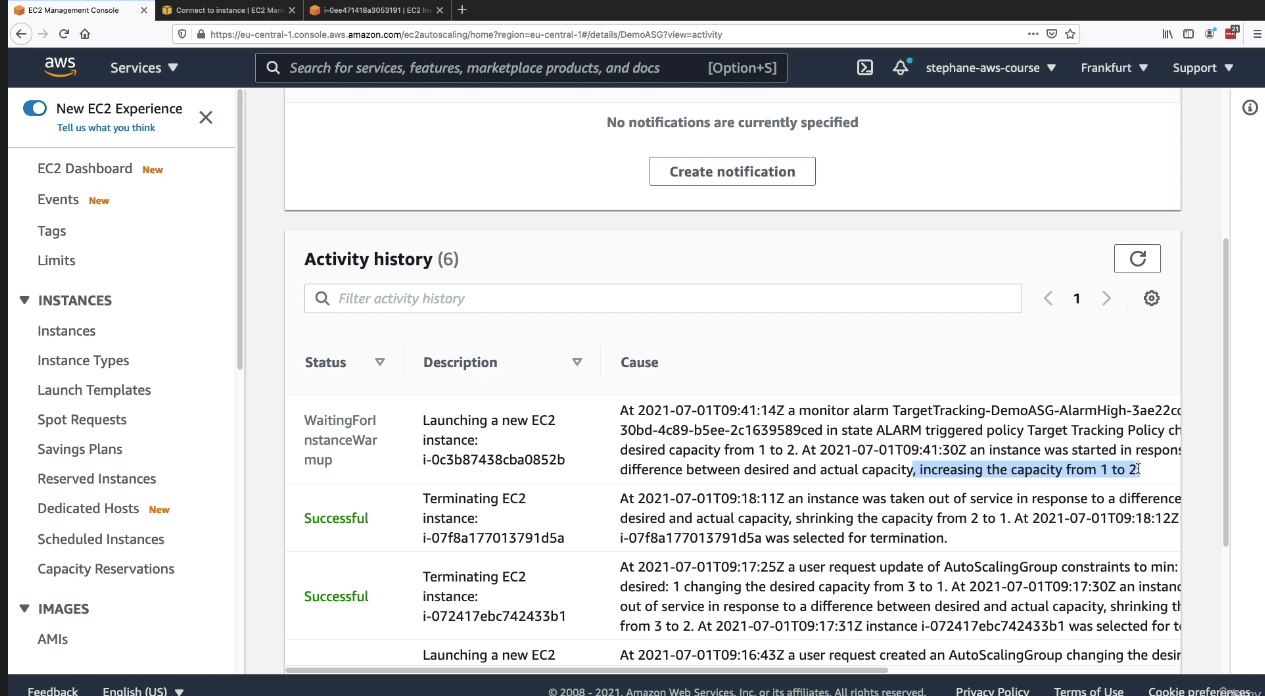 EC2 Management Console
Connect to instance | EC2 Man
i-0ee471418a3053191 | EC2 Ins
https://eu-central-1.console.aws.amazon.com/ec2autoscaling/home?region=eu-central-1#/details/DemoASG?view=activity
21
aws
Services
Search for services, features, marketplace products, and docs
[Option+S]
stephane-aws-course
Frankfurt
Support
New EC2 Experience
Tell us what you think
EC2 Dashboard New
Events New
Tags
Limits
INSTANCES
Instances
Instance Types
Launch Templates
Spot Requests
Savings Plans
Reserved Instances
Dedicated Hosts New
Scheduled Instances
Capacity Reservations
IMAGES
AMIs
No notifications are currently specified
Create notification
Activity history (6)
Filter activity history
1
Status
Description
Cause
WaitingForI
nstanceWar
mup
Launching a new EC2
instance:
i-0c3b87438cba0852b
At 2021-07-01T09:41:14Z a monitor alarm TargetTracking-DemoASG-AlarmHigh-3ae22cc
30bd-4c89-b5ee-2c1639589ced in state ALARM triggered policy Target Tracking Policy ch
desired capacity from 1 to 2. At 2021-07-01T09:41:30Z an instance was started in respons
difference between desired and actual capacity, increasing the capacity from 1 to 2.
Successful
Terminating EC2
instance:
i-07f8a177013791d5a
At 2021-07-01T09:18:11Z an instance was taken out of service in response to a difference
desired and actual capacity, shrinking the capacity from 2 to 1. At 2021-07-01T09:18:12Z
i-07f8a177013791d5a was selected for termination.
Successful
Terminating EC2
instance:
i-072417ebc742433b1
At 2021-07-01T09:17:25Z a user request update of AutoScalingGroup constraints to min:
desired: 1 changing the desired capacity from 3 to 1. At 2021-07-01T09:17:30Z an instanc
out of service in response to a difference between desired and actual capacity, shrinking th
from 3 to 2. At 2021-07-01T09:17:31Z instance i-072417ebc742433b1 was selected for te
Launching a new EC2
At 2021-07-01T09:16:43Z a user request created an AutoScalingGroup changing the desir
Feedback
English (US)
© 2008 - 2021, Amazon Web Services, Inc. or its affiliates. All rights reserved.
Privacy Policy
Terms of Use
Cookie preferences